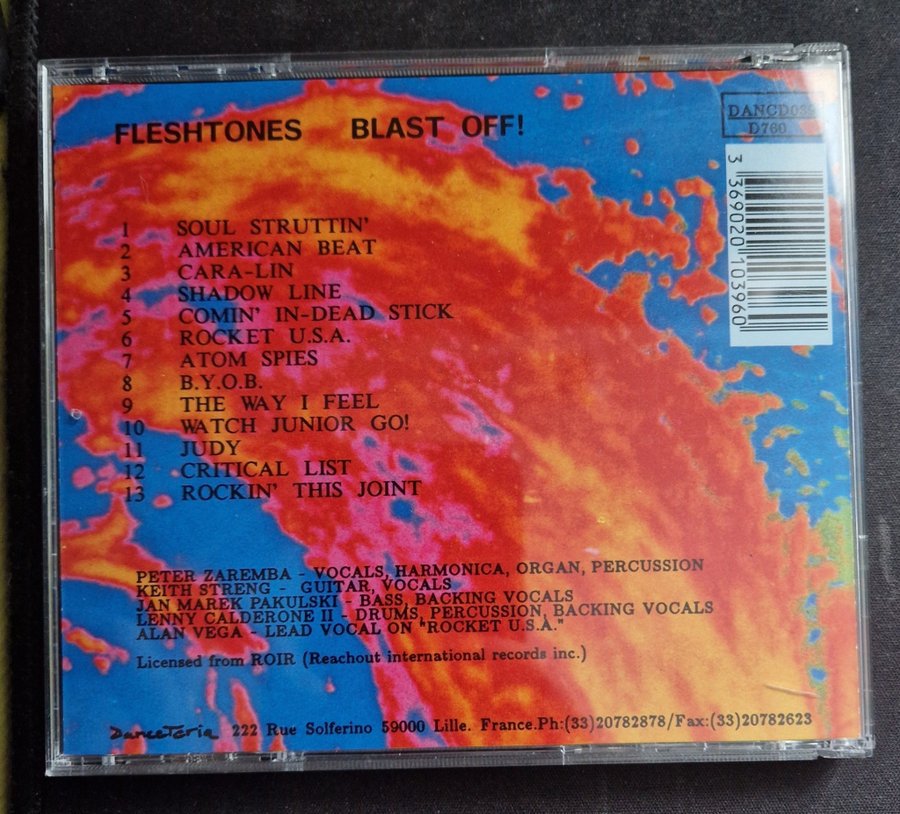 FLESHTONES BLAST OFF!
D760
3 369020 103960
1 SOUL STRUTTIN'
2 AMERICAN BEAT
3 CARA-LIN
4 SHADOW LINE
5 COMIN' IN-DEAD STICK
6 ROCKET U.S.A.
7 ATOM SPIES
8 B.Y.O.B.
9 THE WAY I FEEL
10 WATCH JUNIOR GO!
11 JUDY
12 CRITICAL LIST
13 ROCKIN' THIS JOINT
PETER ZAREMBA - VOCALS, HARMONICA, ORGAN, PERCUSSION
KEITH STRENG - GUITAR, VOCALS
JAN MAREK PAKULSKI - BASS, BACKING VOCALS
LENNY CALDERONE II - DRUMS, PERCUSSION, BACKING VOCALS
ALAN VEGA - LEAD VOCAL ON "ROCKET U.S.A."
Licensed from ROIR (Reachout international records inc.)
Danceteria 222 Rue Solferino 59000 Lille. France.Ph:(33)20782878/Fax:(33)20782623